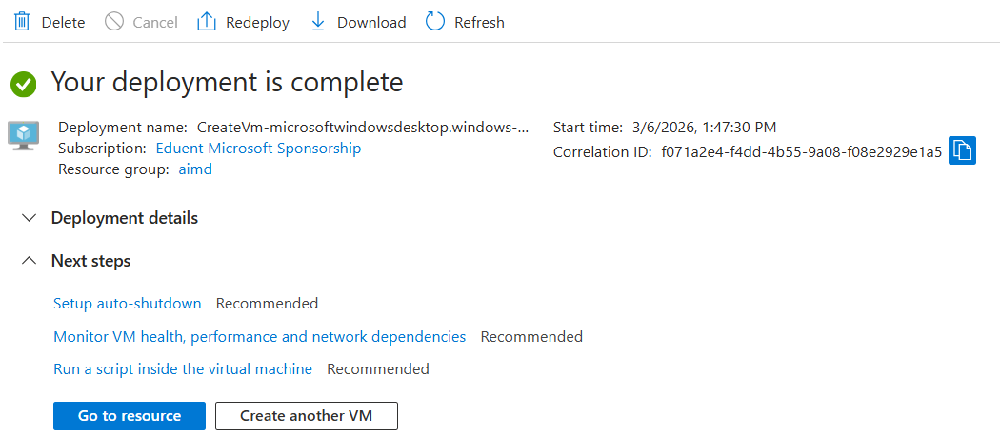 Delete Cancel Redeploy Download Refresh
Your deployment is complete
Deployment name: CreateVm-microsoftwindowsdesktop.windows-...
Subscription: Eduent Microsoft Sponsorship
Resource group: aimd
Start time: 3/6/2026, 1:47:30 PM
Correlation ID: f071a2e4-f4dd-4b55-9a08-f08e2929e1a5
Deployment details
Next steps
Setup auto-shutdown Recommended
Monitor VM health, performance and network dependencies Recommended
Run a script inside the virtual machine Recommended
Go to resource Create another VM